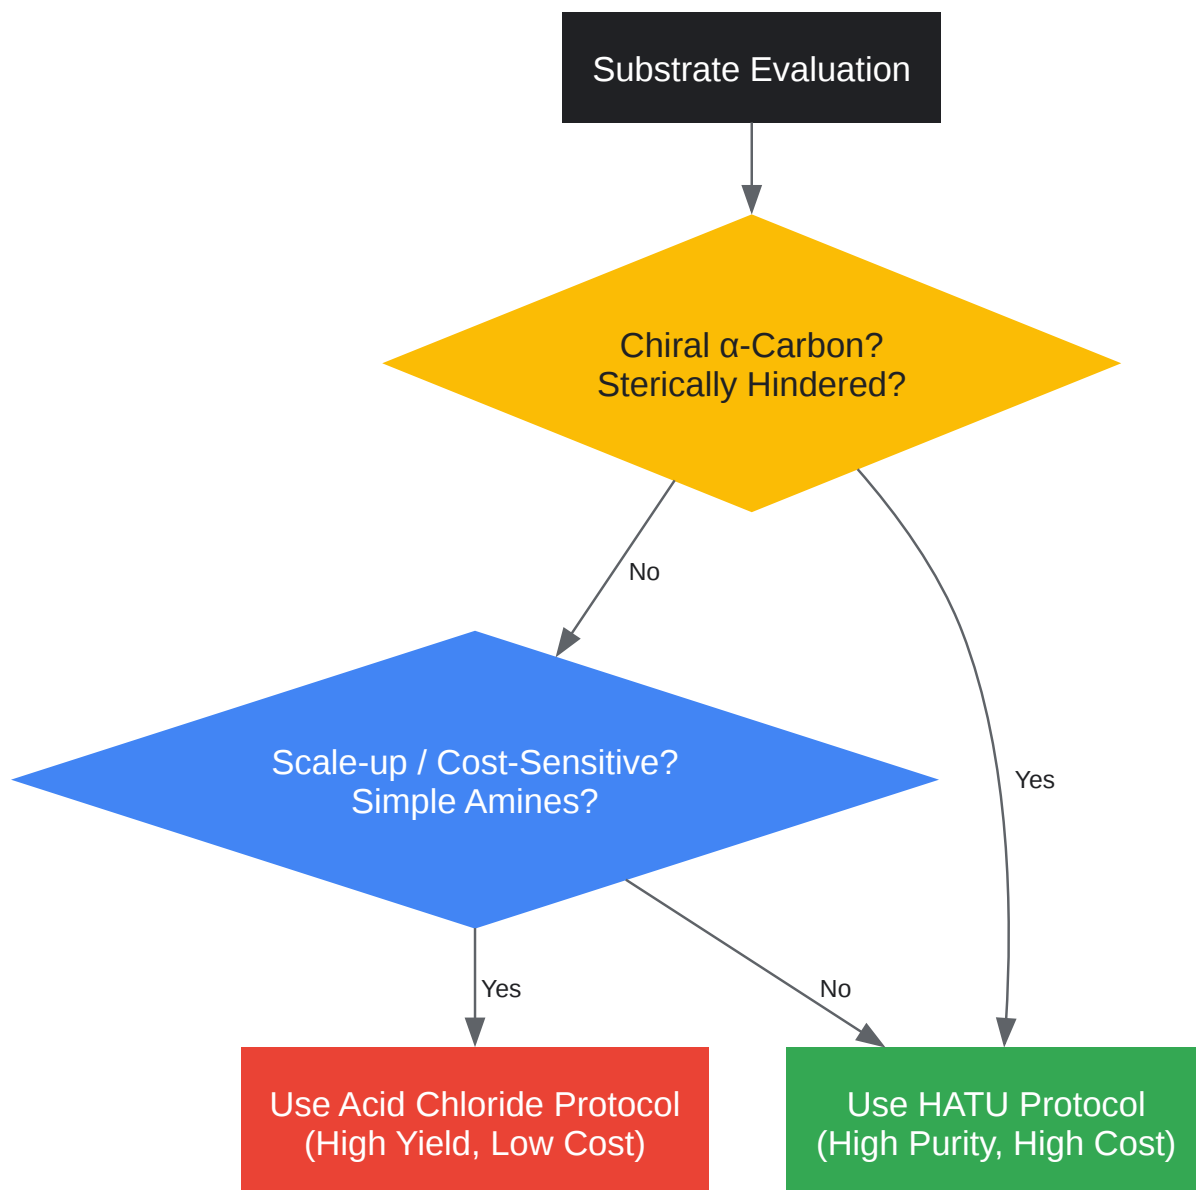 Substrate Evaluation
Chiral α-Carbon?
Sterically Hindered?
No
Scale-up / Cost-Sensitive?
Simple Amines?
Yes
Yes
No
Use Acid Chloride Protocol
(High Yield, Low Cost)
Use HATU Protocol
(High Purity, High Cost)